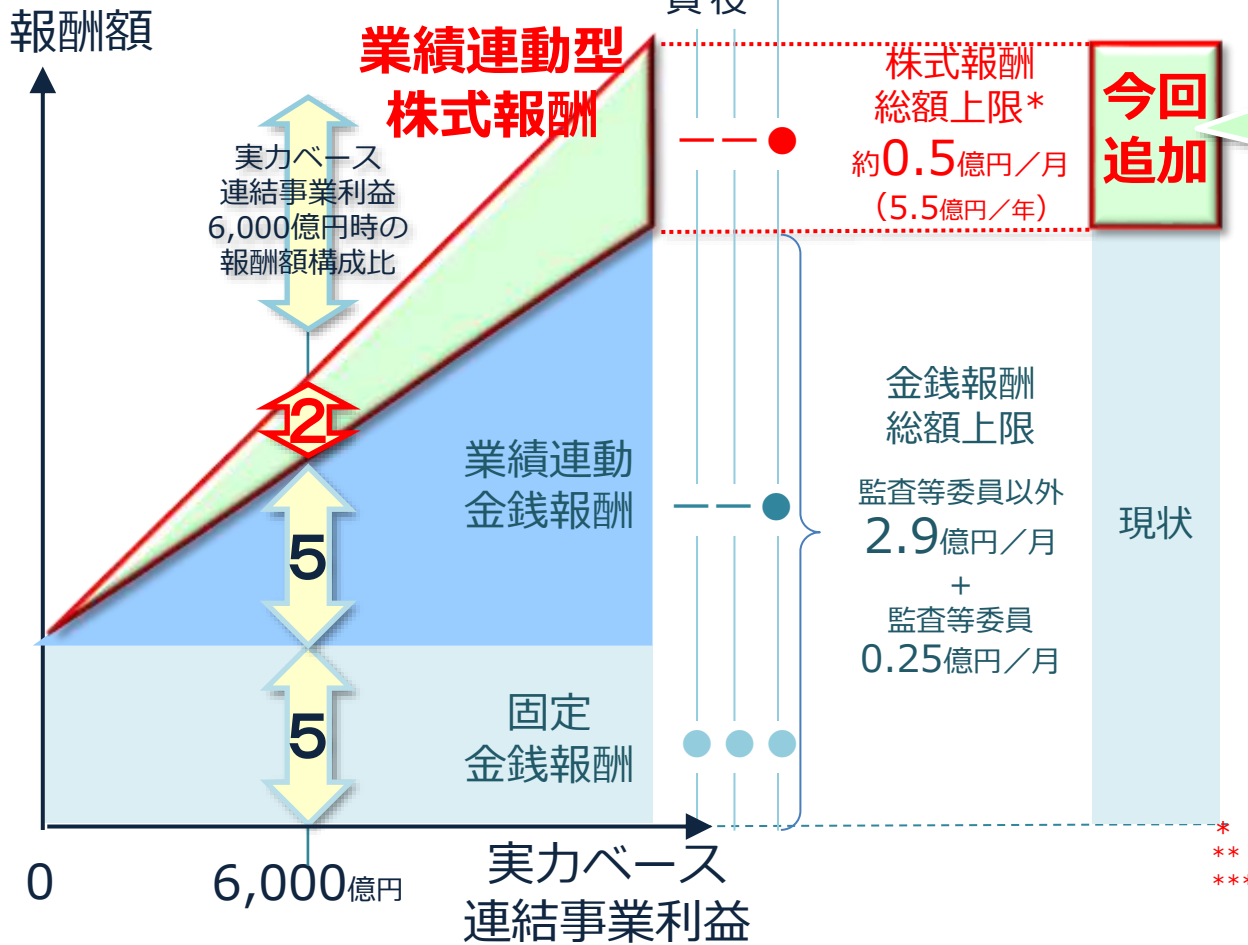 報酬額
業績連動型
株式報酬
実力ベース
連結事業利益
6,000億円時の
報酬額構成比
株式報酬
総額上限*
約0.5億円／月
（5.5億円／年）
今回
追加
2
5
5
業績連動
金銭報酬
固定
金銭報酬
金銭報酬
総額上限
監査等委員以外
2.9億円／月
+
監査等委員
0.25億円／月
現状
0
6,000億円
実力ベース
連結事業利益
*
**
***